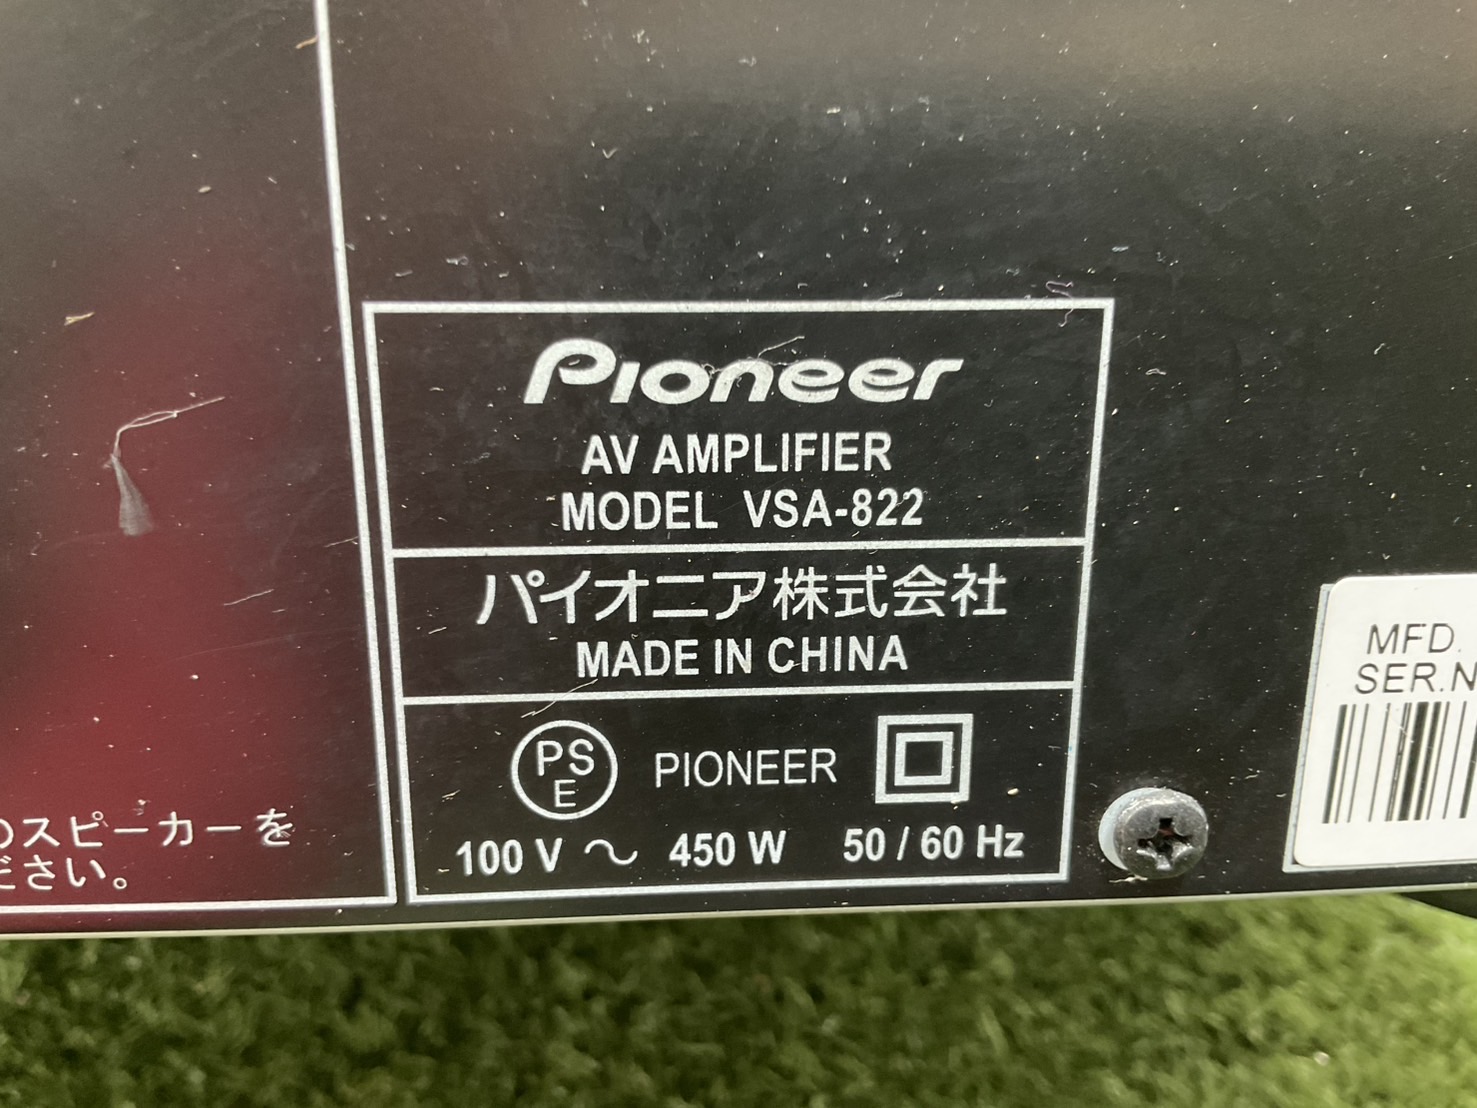 Pioneer
AV AMPLIFIER
MODEL VSA-822
パイオニア株式会社
MADE IN CHINA
PS
E
PIONEER
100 V ～ 450 W 50 / 60 Hz
スピーカーを
ださい。
MFD.
SER.N